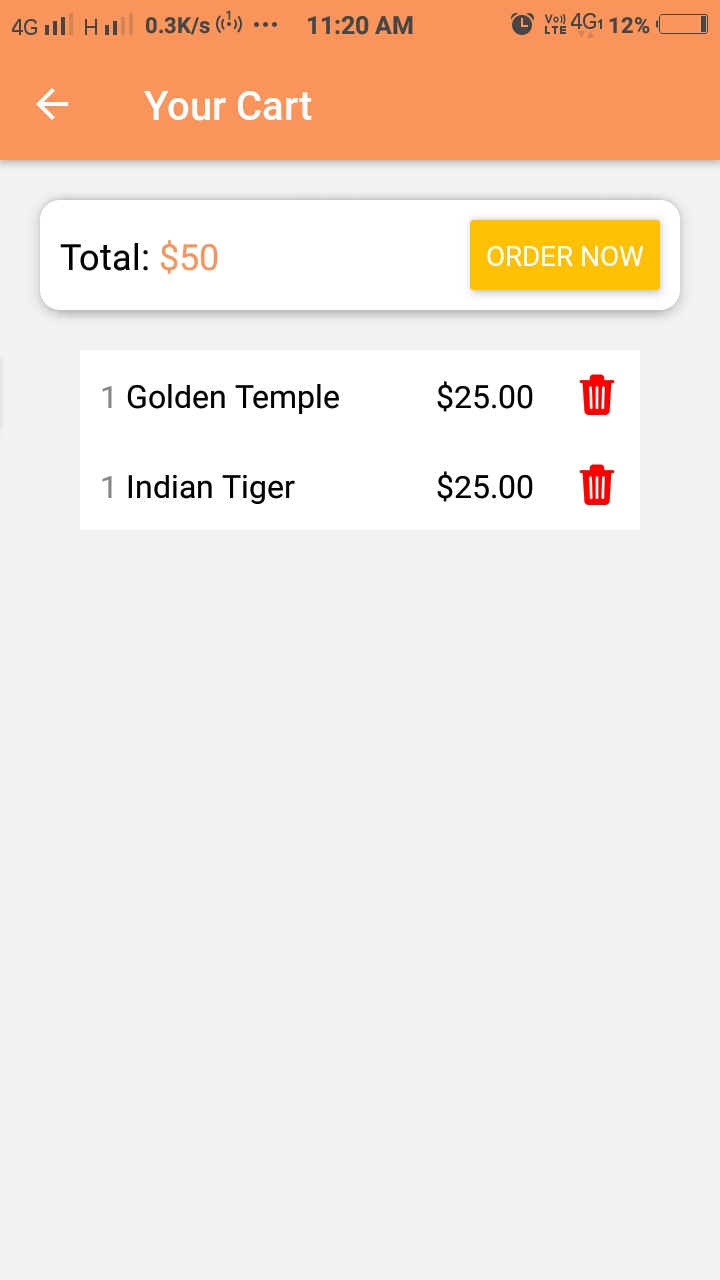 4G H 0.3K/s 1 ... 11:20 AM Vo)) LTE 4G1 12%
Your Cart
Total: $50 ORDER NOW
1 Golden Temple $25.00
1 Indian Tiger $25.00